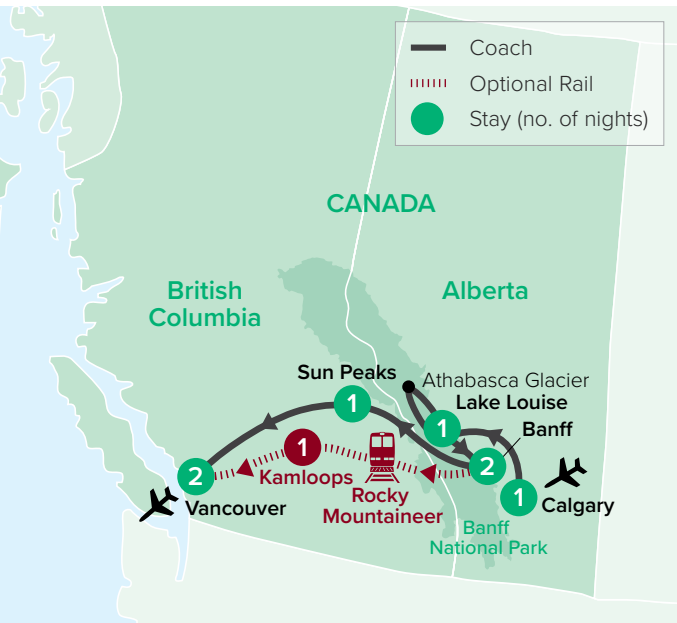 Coach
Optional Rail
Stay (no. of nights)
CANADA
British
Columbia
Alberta
Sun Peaks
Athabasca Glacier
Lake Louise
1
1
Banff
1
2
2
Kamloops
Rocky
Mountaineer
1
Calgary
Vancouver
Banff
National Park